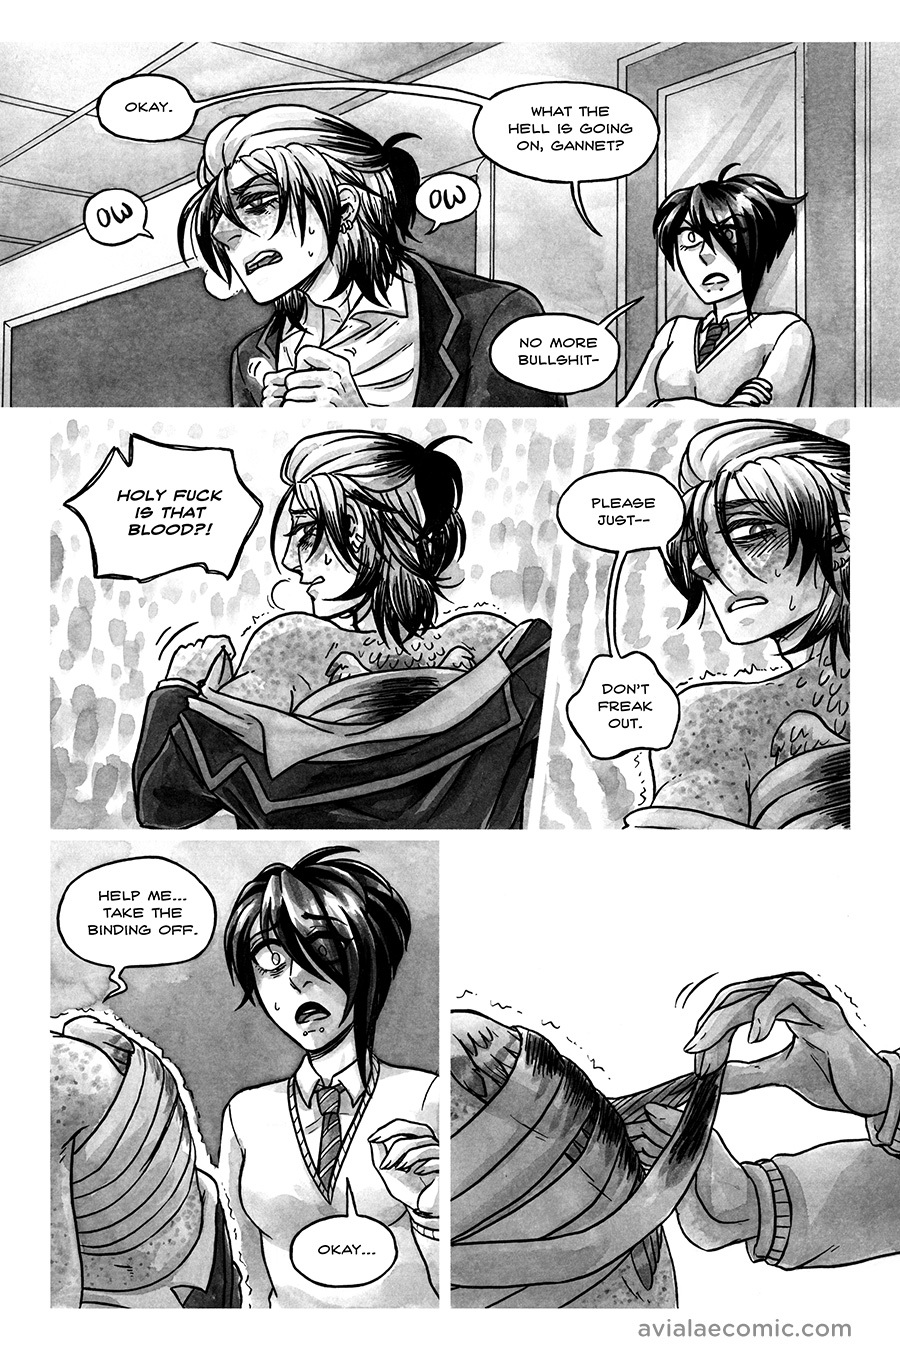 OKAY.
WHAT THE
HELL IS GOING
ON, GANNET?
OW
OW
NO MORE
BULLSHIT-
HOLY FUCK
IS THAT
BLOOD?!
PLEASE
JUST--
DON'T
FREAK
OUT.
HELP ME...
TAKE THE
BINDING OFF.
OKAY...
avialaecomic.com